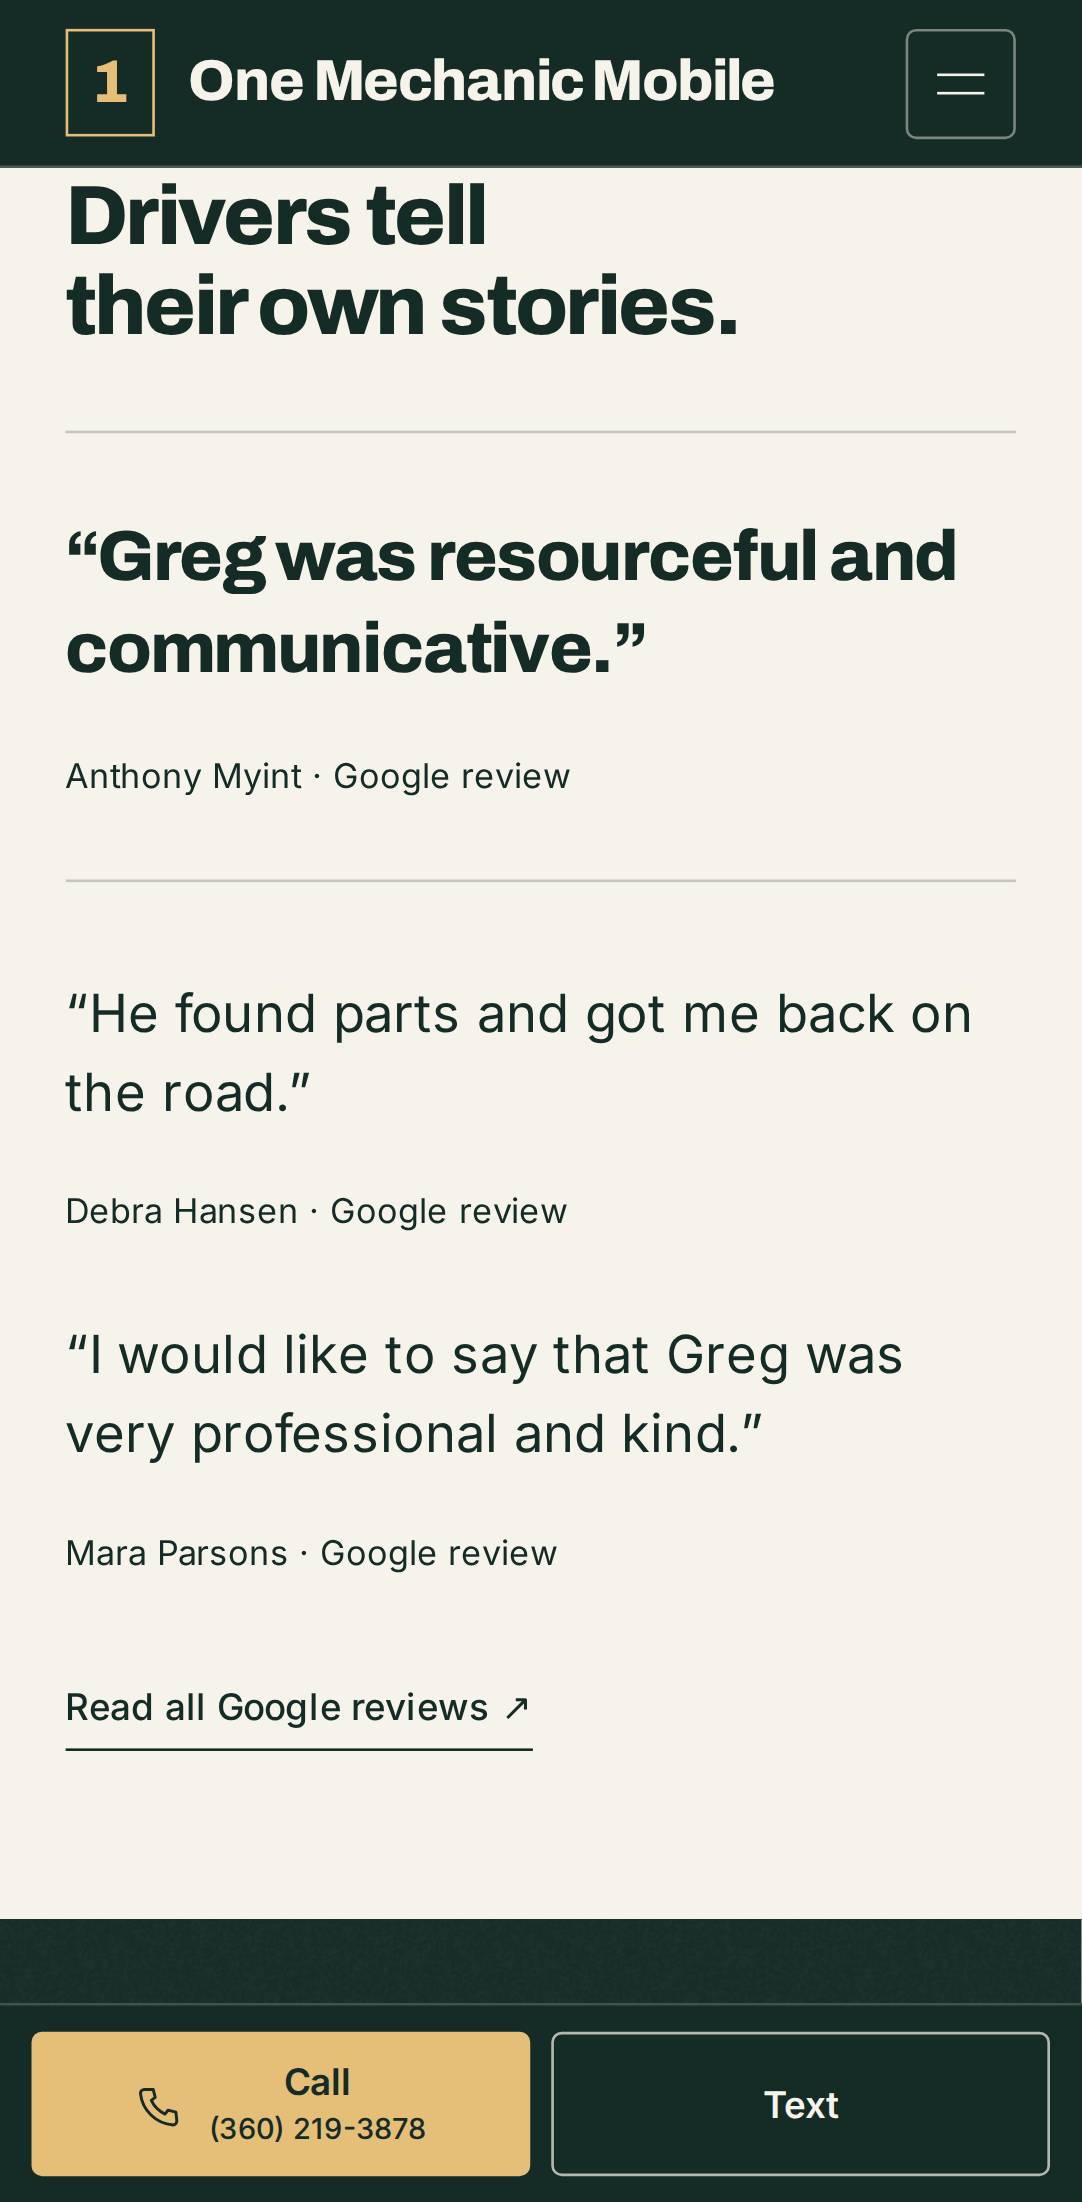 1
One Mechanic Mobile
Drivers tell
their own stories.
“Greg was resourceful and
communicative.”
Anthony Myint · Google review
“He found parts and got me back on
the road.”
Debra Hansen · Google review
“I would like to say that Greg was
very professional and kind.”
Mara Parsons · Google review
Read all Google reviews ↗
Call
(360) 219-3878
Text